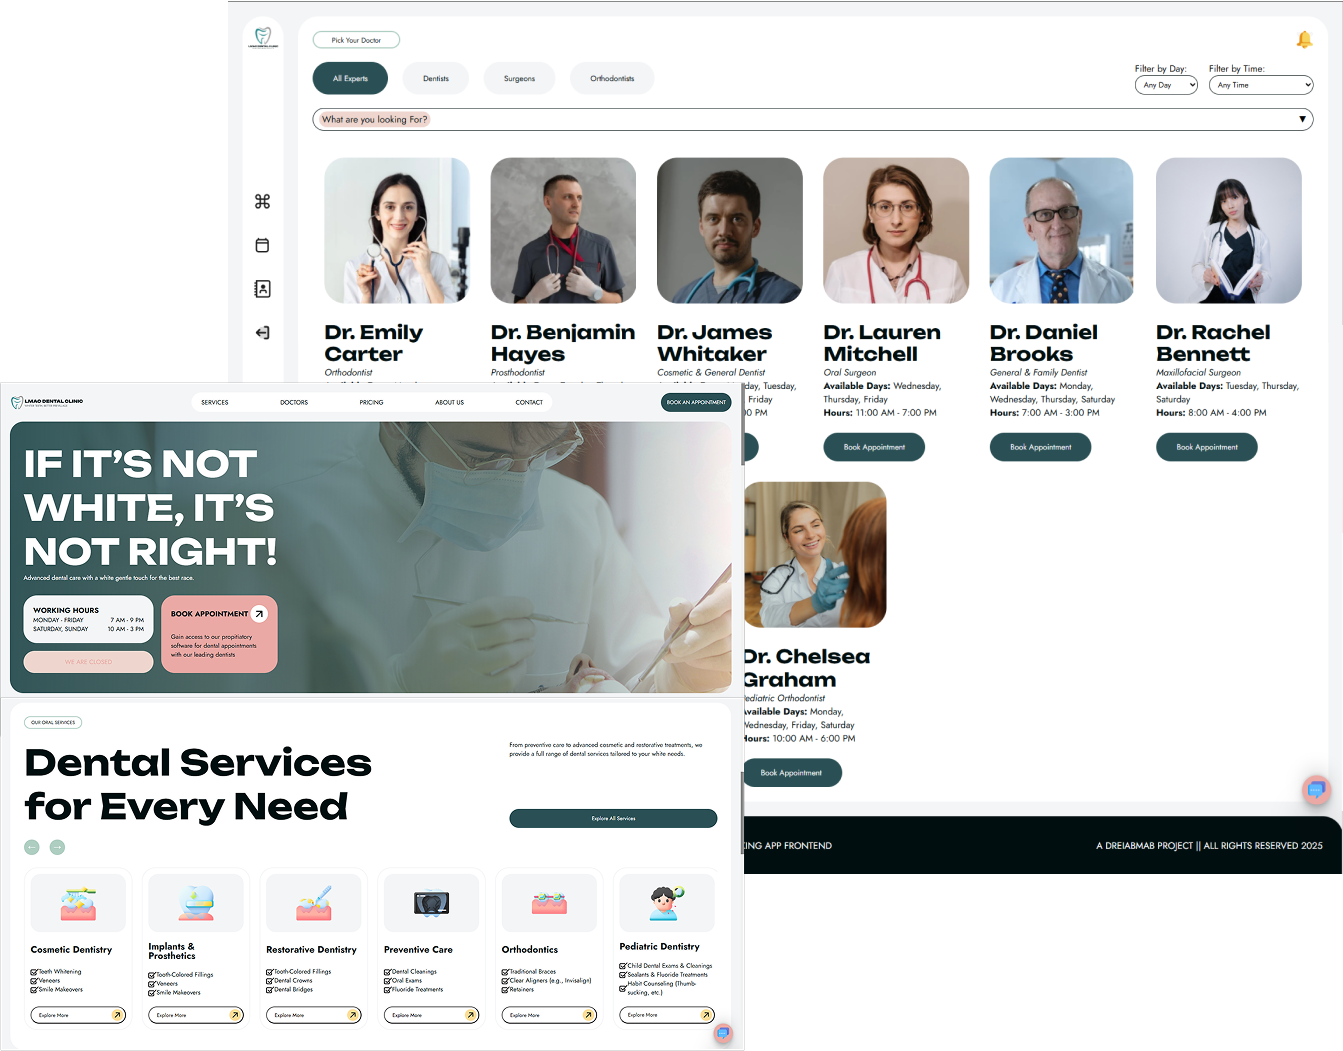 LMAO DENTAL CLINIC
Pick Your Doctor
All Experts
Dentists
Surgeons
Orthodontists
Filter by Day:
Filter by Time:
Any Day
Any Time
What are you looking For?
Dr. Emily
Carter
Orthodontist
Dr. Benjamin
Hayes
Prosthodontist
Dr. James
Whitaker
Cosmetic & General Dentist
day, Tuesday,
Friday
0 PM
Dr. Lauren
Mitchell
Oral Surgeon
Available Days: Wednesday,
Thursday, Friday
Hours: 11:00 AM - 7:00 PM
Book Appointment
Dr. Daniel
Brooks
General & Family Dentist
Available Days: Monday,
Wednesday, Thursday, Saturday
Hours: 7:00 AM - 3:00 PM
Book Appointment
Dr. Rachel
Bennett
Maxillofacial Surgeon
Available Days: Tuesday, Thursday,
Saturday
Hours: 8:00 AM - 4:00 PM
Book Appointment
Dr. Chelsea
Graham
Pediatric Orthodontist
Available Days: Monday,
Wednesday, Friday, Saturday
Hours: 10:00 AM - 6:00 PM
Book Appointment
KING APP FRONTEND
A DREIABMAB PROJECT || ALL RIGHTS RESERVED 2025
LMAO DENTAL CLINIC
SERVICES
DOCTORS
PRICING
ABOUT US
CONTACT
BOOK AN APPOINTMENT
IF IT'S NOT
WHITE, IT'S
NOT RIGHT!
Advanced dental care with a white gentle touch for the best race.
WORKING HOURS
MONDAY - FRIDAY 7 AM - 9 PM
SATURDAY, SUNDAY 10 AM - 3 PM
WE ARE CLOSED
BOOK APPOINTMENT
Gain access to our propitiatory
software for dental appointments
with our leading dentists
OUR ORAL SERVICES
Dental Services
for Every Need
From preventive care to advanced cosmetic and restorative treatments, we
provide a full range of dental services tailored to your white needs.
Explore All Services
Cosmetic Dentistry
Teeth Whitening
Veneers
Smile Makeovers
Explore More
Implants &
Prosthetics
Tooth-Colored Fillings
Veneers
Smile Makeovers
Explore More
Restorative Dentistry
Tooth-Colored Fillings
Dental Crowns
Dental Bridges
Explore More
Preventive Care
Dental Cleanings
Oral Exams
Fluoride Treatments
Explore More
Orthodontics
Traditional Braces
Clear Aligners (e.g., Invisalign)
Retainers
Explore More
Pediatric Dentistry
Child Dental Exams & Cleanings
Sealants & Fluoride Treatments
Habit Counseling (Thumb-
sucking, etc.)
Explore More